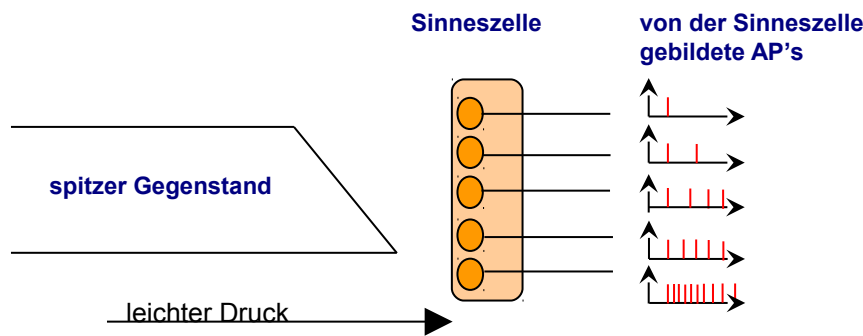 Sinneszelle
von der Sinneszelle
gebildete AP's
spitzer Gegenstand
leichter Druck